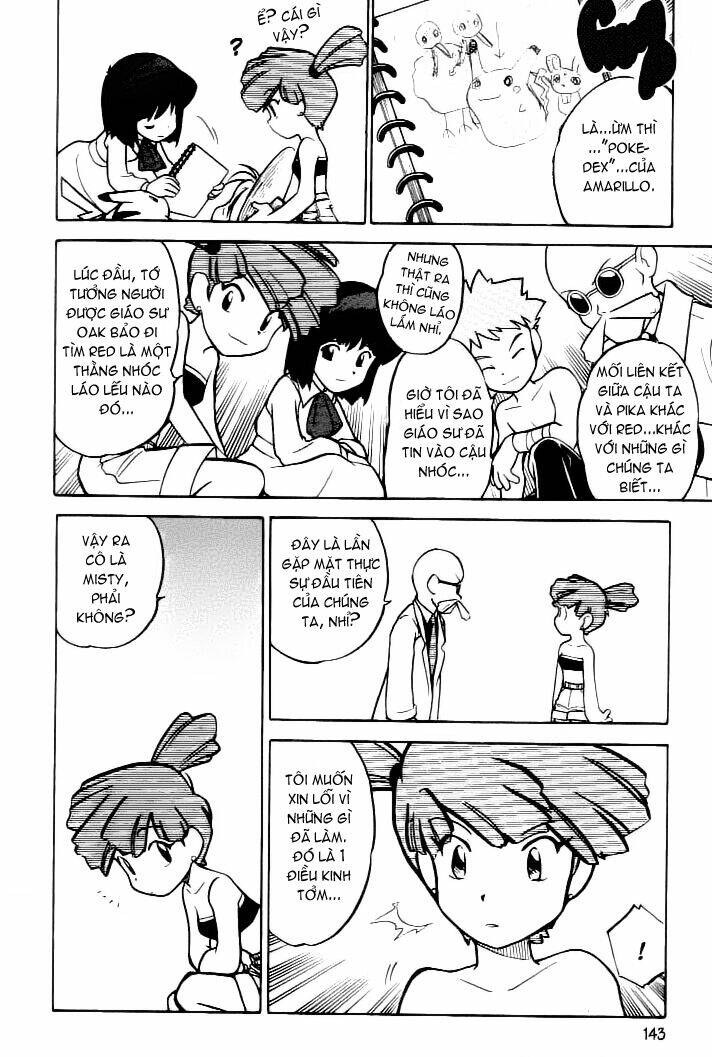 Ể? CÁI GÌ
VẬY?
?
LÀ...ỪM THÌ
..."POKE-
DEX"...CỦA
AMARILLO.
LÚC ĐẦU, TỚ
TƯỞNG NGƯỜI
ĐƯỢC GIÁO SƯ
OAK BẢO ĐI
TÌM RED LÀ MỘT
THẰNG NHÓC
LÁO LẾU NÀO
ĐÓ...
NHƯNG
THẬT RA
THÌ CŨNG
KHÔNG LÁO
LẮM NHỈ.
GIỜ TÔI ĐÃ
HIỂU VÌ SAO
GIÁO SƯ ĐÃ
TIN VÀO CẬU
NHÓC...
MỐI LIÊN KẾT
GIỮA CẬU TA
VÀ PIKA KHÁC
VỚI RED...KHÁC
VỚI NHỮNG GÌ
CHÚNG TA
BIẾT...
VẬY RA
CÔ LÀ
MISTY,
PHẢI
KHÔNG?
ĐÂY LÀ LẦN
GẶP MẶT THỰC
SỰ ĐẦU TIÊN
CỦA CHÚNG
TA, NHỈ?
TÔI MUỐN
XIN LỖI VÌ
NHỮNG GÌ
ĐÃ LÀM.
ĐÓ LÀ 1
ĐIỀU KINH
TỞM...
!
143